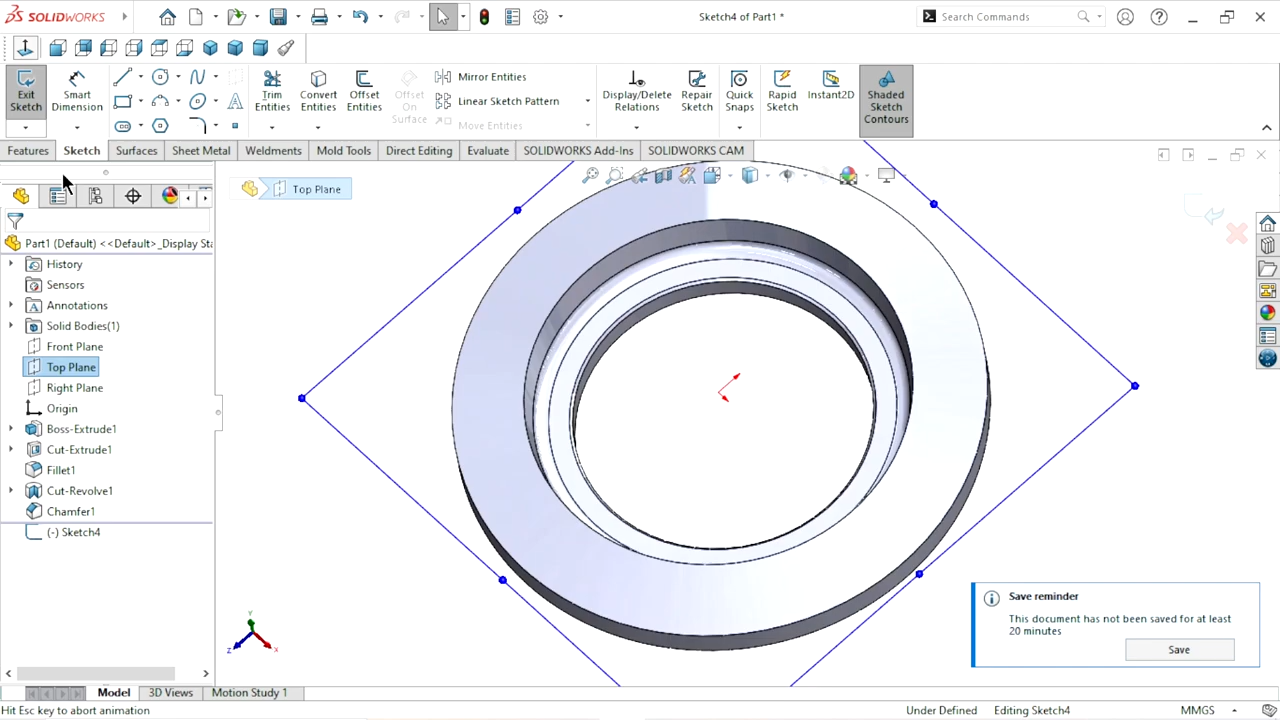 SOLIDWORKS
Sketch4 of Part1 *
Search Commands
Exit Sketch
Smart Dimension
Trim Entities
Convert Entities
Offset Entities
Offset On Surface
Mirror Entities
Linear Sketch Pattern
Move Entities
Display/Delete Relations
Repair Sketch
Quick Snaps
Rapid Sketch
Instant2D
Shaded Sketch Contours
Features
Sketch
Surfaces
Sheet Metal
Weldments
Mold Tools
Direct Editing
Evaluate
SOLIDWORKS Add-Ins
SOLIDWORKS CAM
Top Plane
Part1 (Default) <<Default>_Display Sta
History
Sensors
Annotations
Solid Bodies(1)
Front Plane
Top Plane
Right Plane
Origin
Boss-Extrude1
Cut-Extrude1
Fillet1
Cut-Revolve1
Chamfer1
(-) Sketch4
Y
Z
X
Save reminder
This document has not been saved for at least
20 minutes
Save
Model
3D Views
Motion Study 1
Hit Esc key to abort animation
Under Defined
Editing Sketch4
MMGS